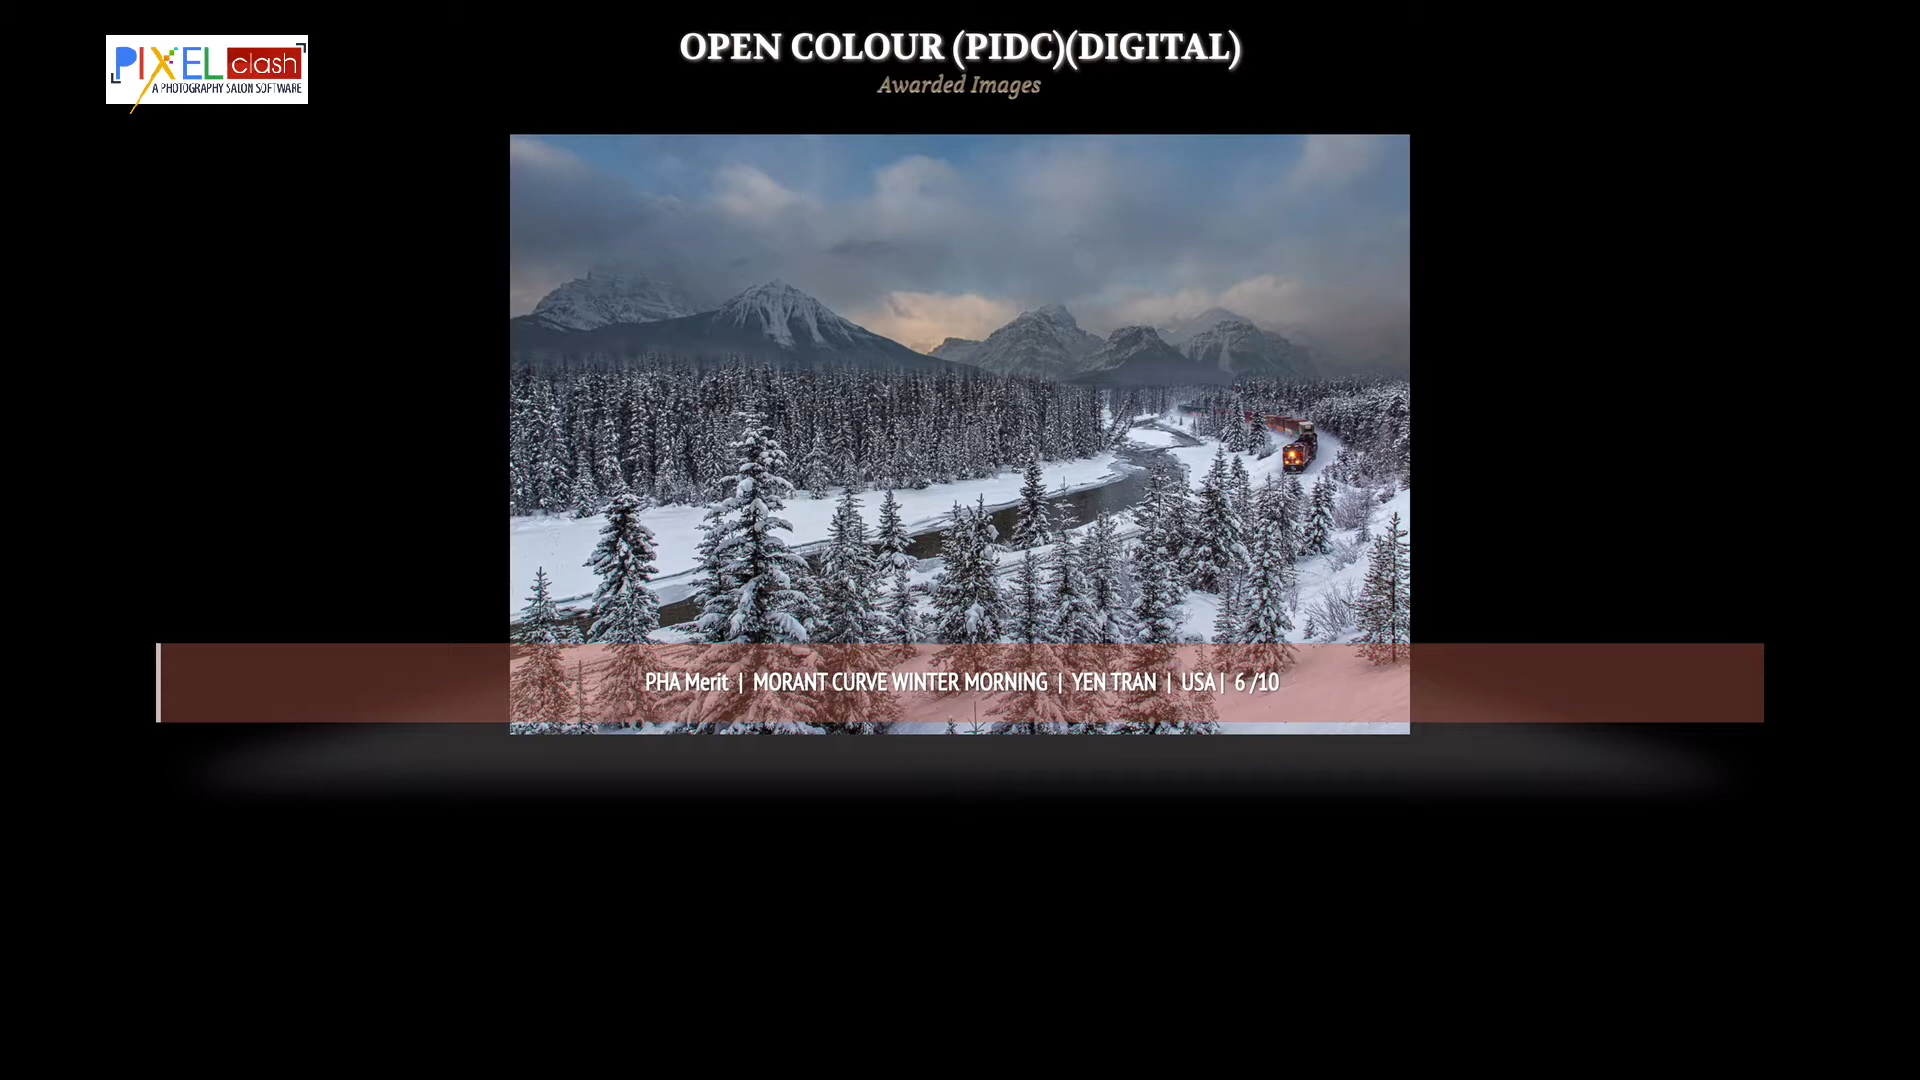 PIXEL clash
A PHOTOGRAPHY SALON SOFTWARE
OPEN COLOUR (PIDC)(DIGITAL)
Awarded Images
PHA Merit | MORANT CURVE WINTER MORNING | YEN TRAN | USA | 6 /10